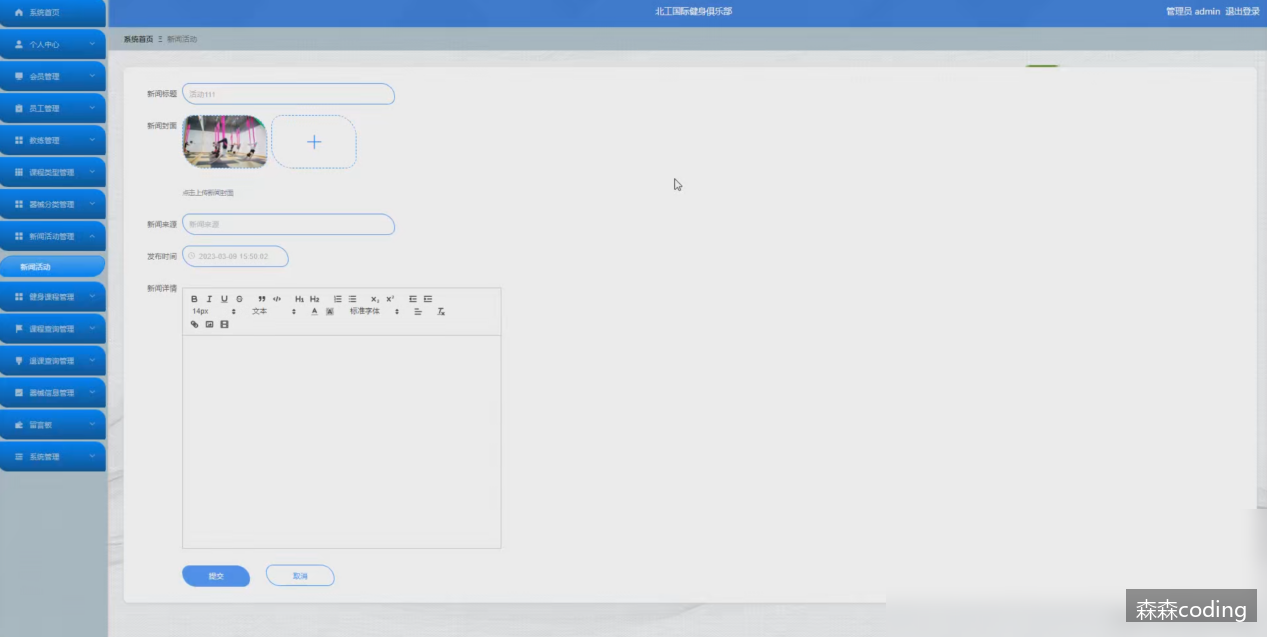 北工国际健身俱乐部
管理员 admin 退出登录
系统首页
个人中心
会员管理
员工管理
教练管理
课程类型管理
器械分类管理
新闻活动管理
新闻活动
健身课程管理
课程查询管理
退课查询管理
器械信息管理
留言板
系统管理
系统首页 Ξ 新闻活动
新闻标题 活动111
新闻封面
点击上传新闻封面
新闻来源 新闻来源
发布时间 2023-03-09 15:50:02
新闻详情
B I U S ” </> H1 H2 x₂ x²
14px 文本 A A 标准字体
提交 取消
森森coding